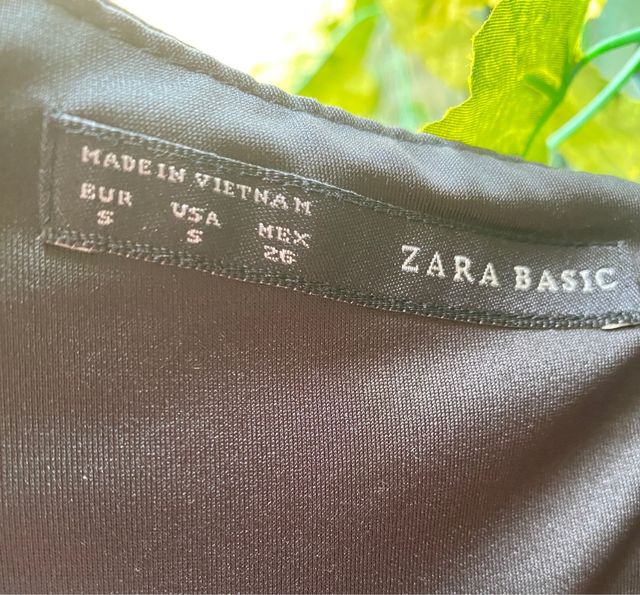 MADE IN VIETNAM
EUR USA MEX
S S 26
ZARA BASIC